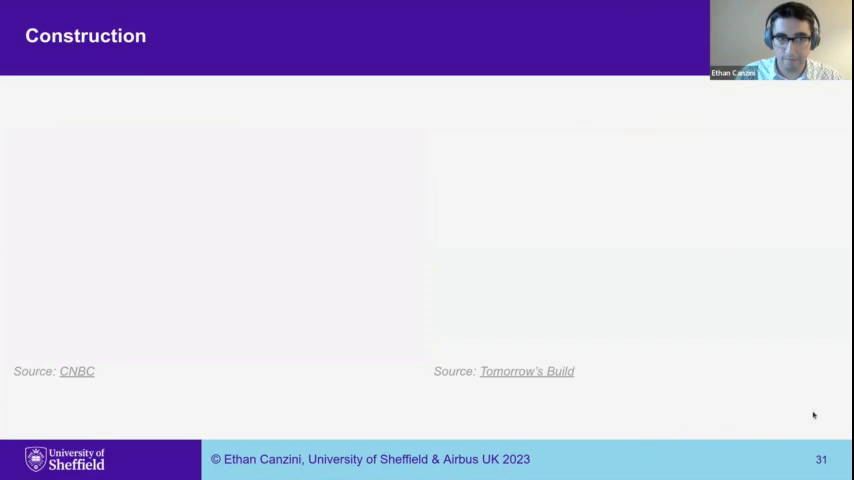 Construction
Ethan Canzini
Source: CNBC
Source: Tomorrow's Build
University of
Sheffield
© Ethan Canzini, University of Sheffield & Airbus UK 2023
31